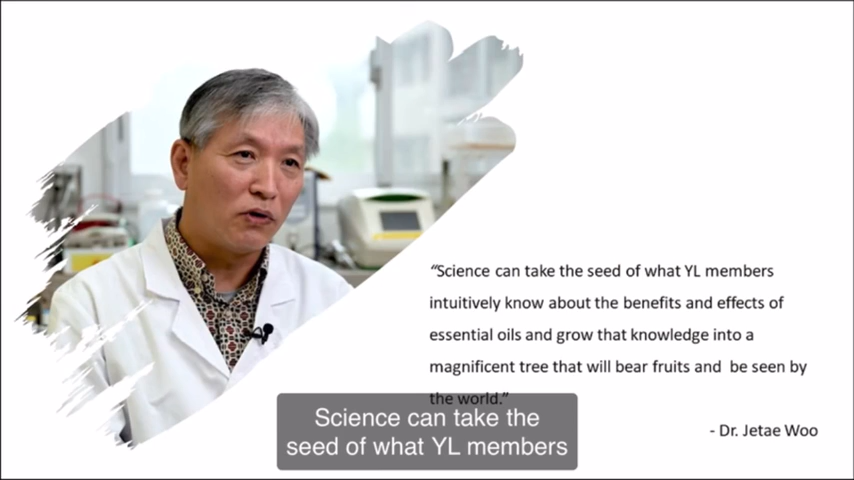 “Science can take the seed of what YL members
intuitively know about the benefits and effects of
essential oils and grow that knowledge into a
magnificent tree that will bear fruits and be seen by
the world.”
- Dr. Jetae Woo
Science can take the
seed of what YL members